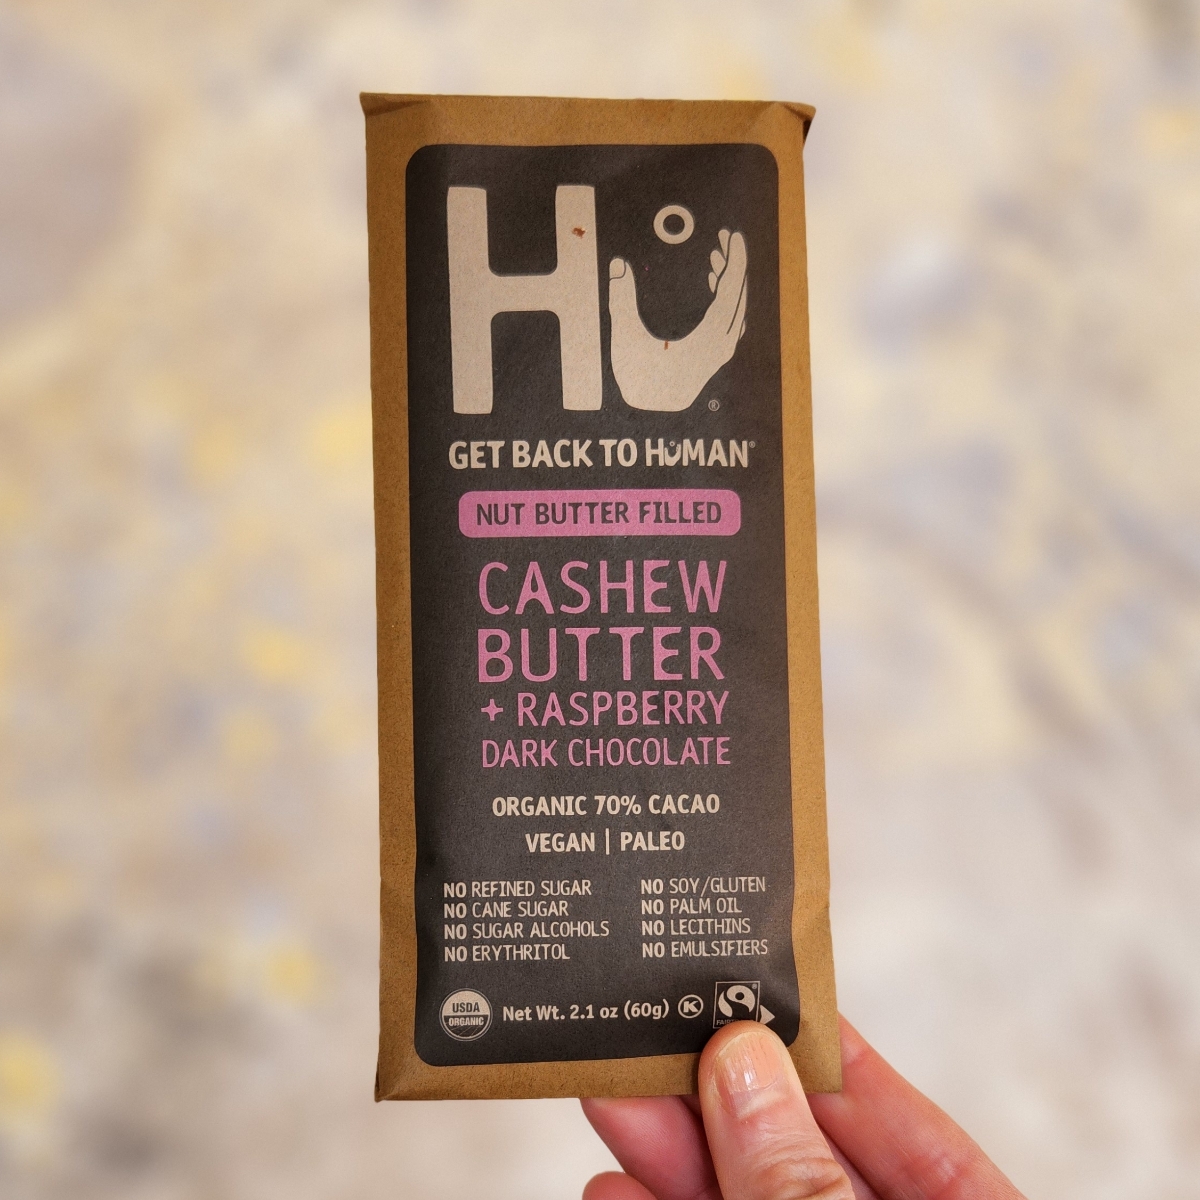 Hu
®
GET BACK TO HUMAN®
NUT BUTTER FILLED
CASHEW
BUTTER
+ RASPBERRY
DARK CHOCOLATE
ORGANIC 70% CACAO
VEGAN | PALEO
NO REFINED SUGAR
NO CANE SUGAR
NO SUGAR ALCOHOLS
NO ERYTHRITOL
NO SOY/GLUTEN
NO PALM OIL
NO LECITHINS
NO EMULSIFIERS
USDA
ORGANIC
Net Wt. 2.1 oz (60g)
K
®